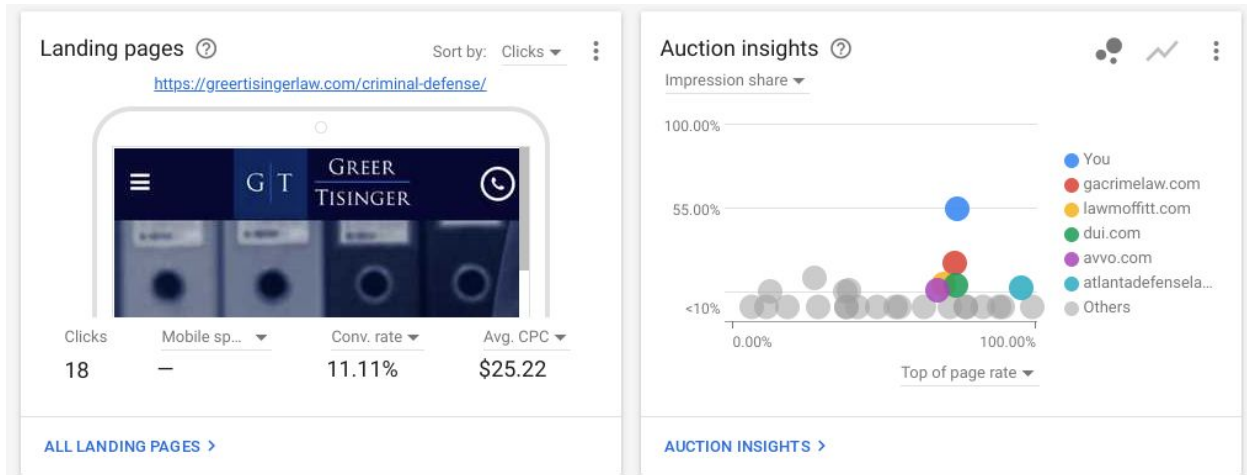 Landing pages
Sort by: Clicks
https://greertisingerlaw.com/criminal-defense/
G T GREER
TISINGER
Clicks Mobile sp... Conv. rate Avg. CPC
18 — 11.11% $25.22
ALL LANDING PAGES
Auction insights
Impression share
100.00%
55.00%
<10%
0.00% 100.00%
Top of page rate
You
gacrimelaw.com
lawmoffitt.com
dui.com
avvo.com
atlantadefensela...
Others
AUCTION INSIGHTS